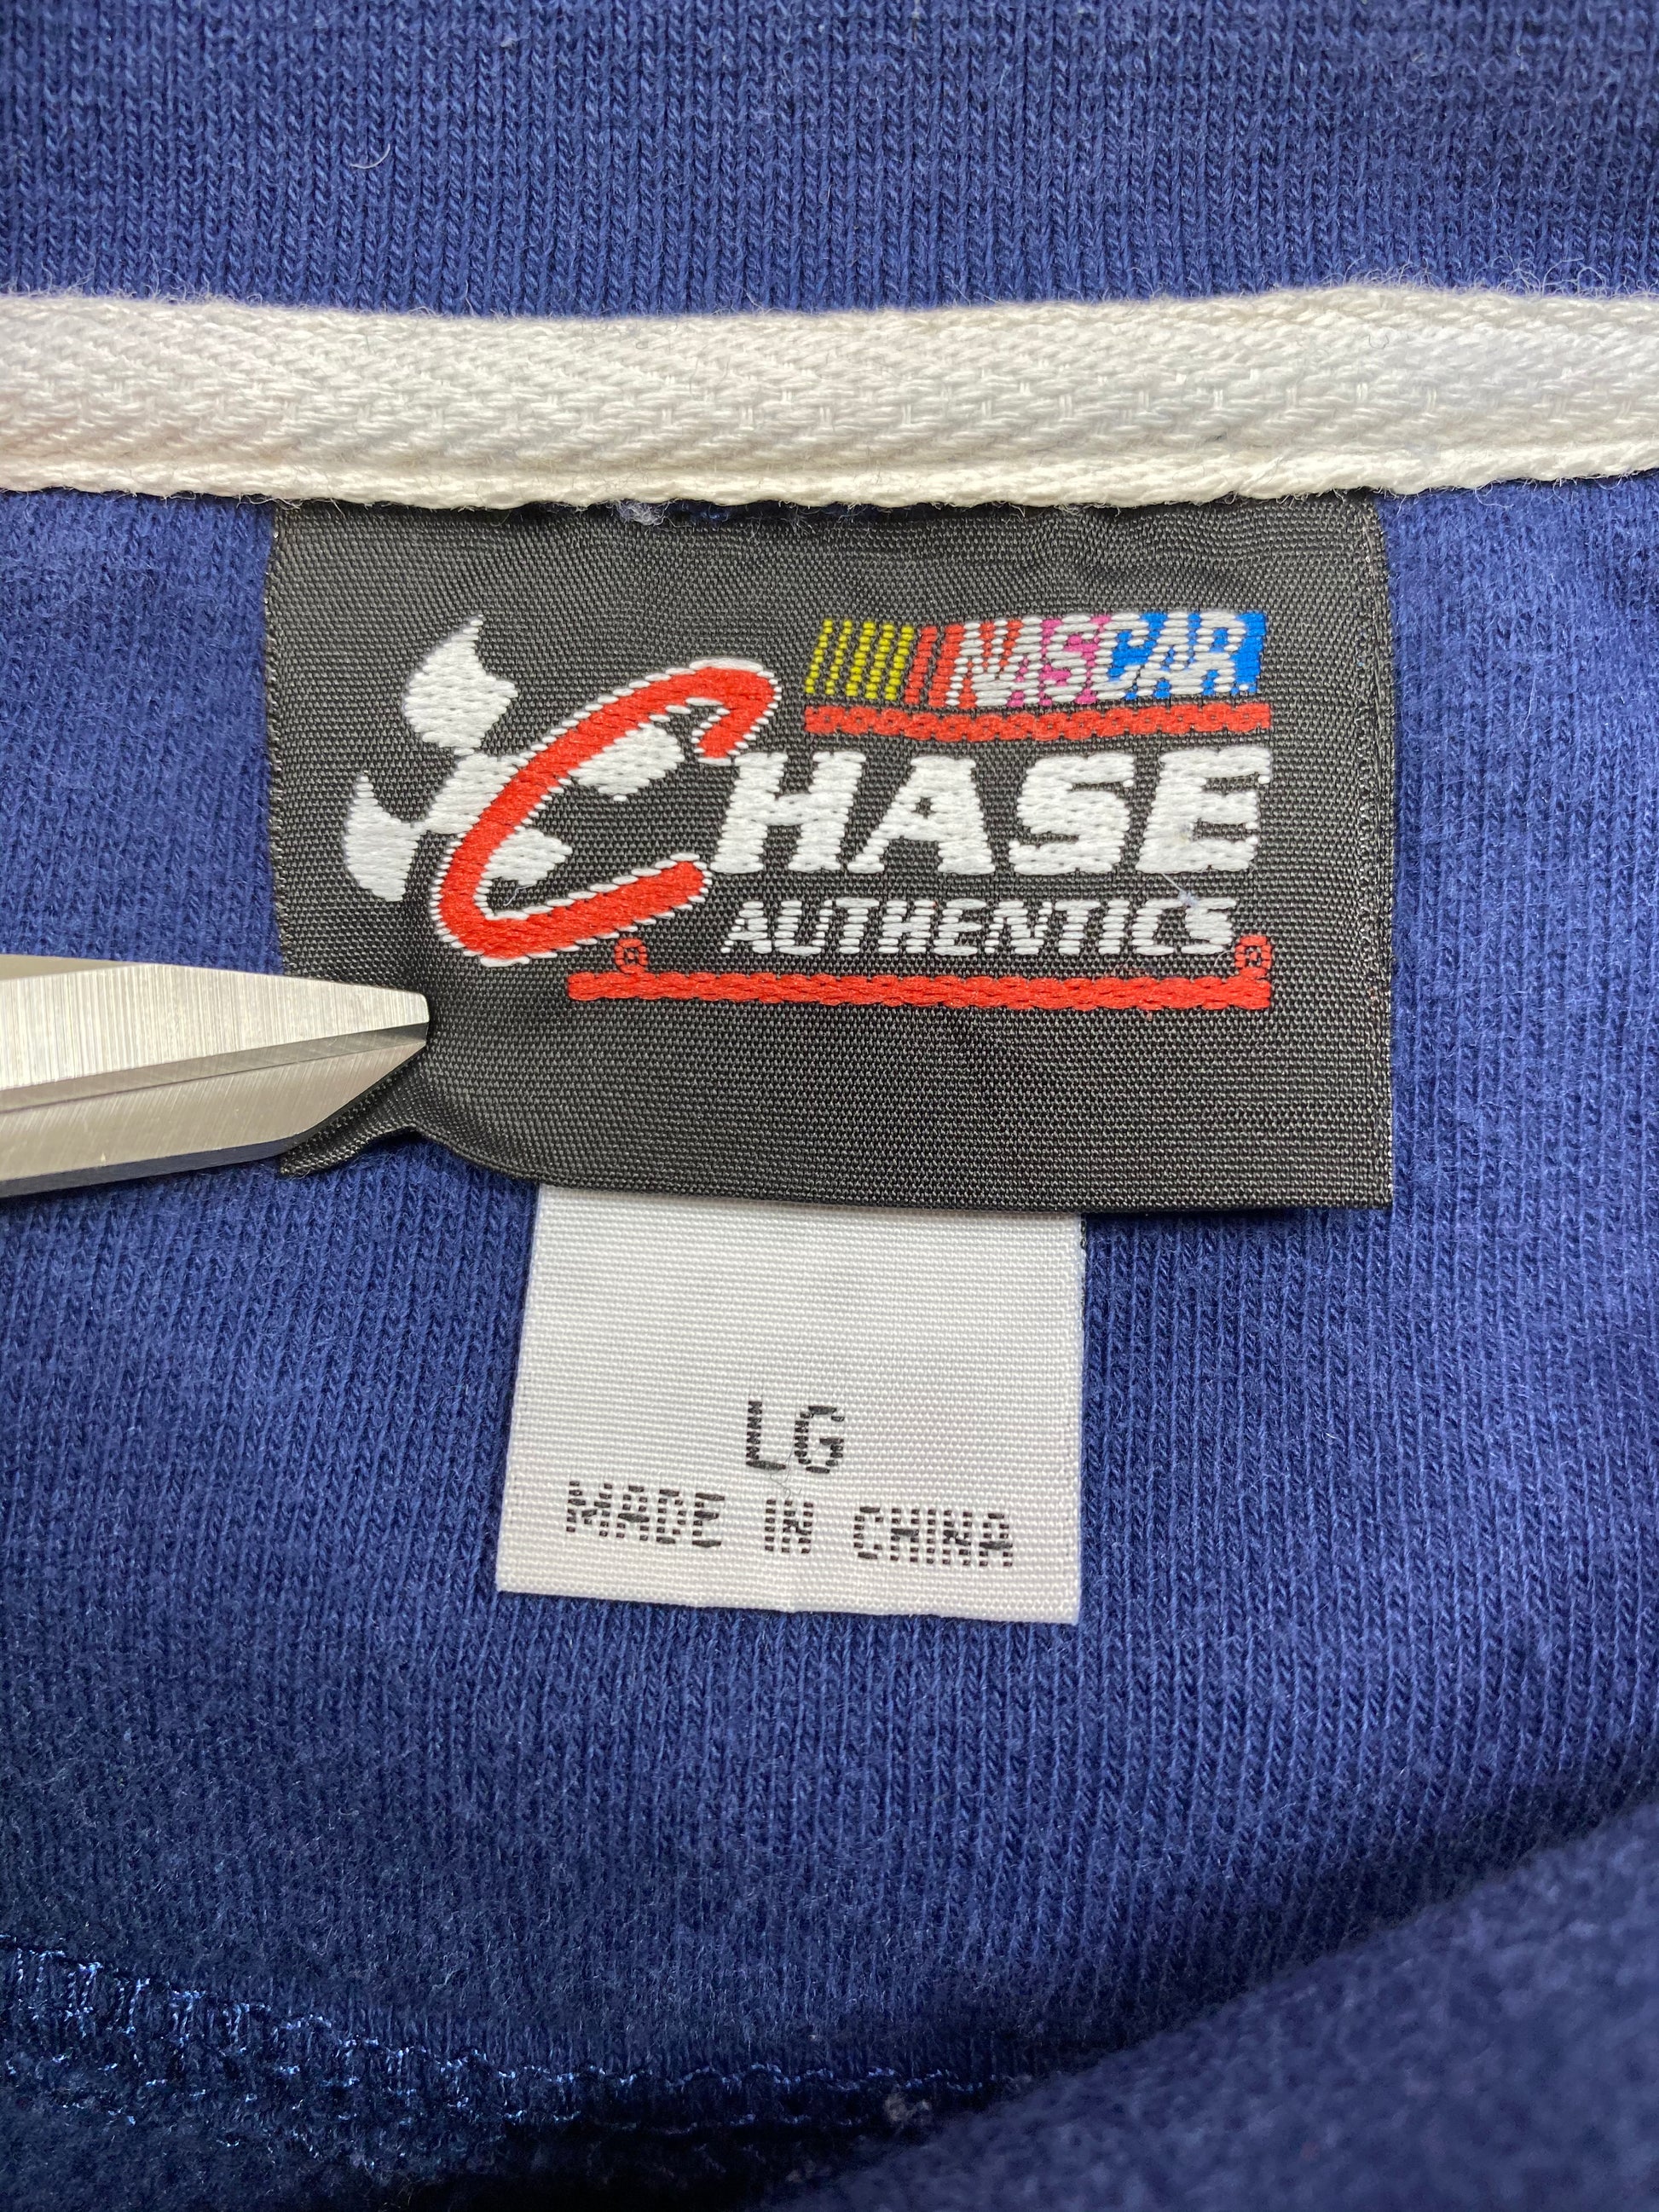 NASCAR
CHASE
AUTHENTICS
® ®
LG
MADE IN CHINA